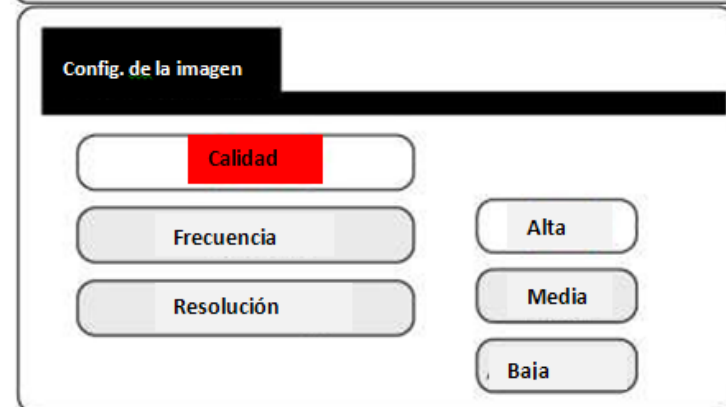 Config. de la imagen
Calidad
Frecuencia
Resolución
Alta
Media
Baja